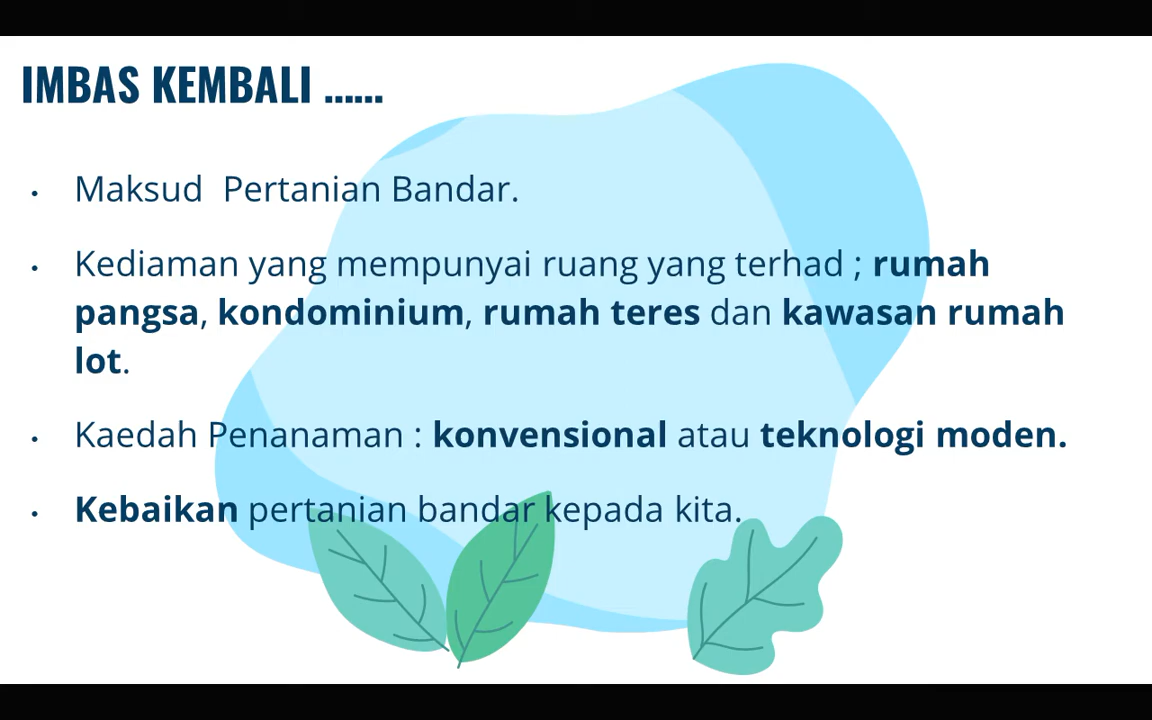 IMBAS KEMBALI ......
• Maksud  Pertanian Bandar.
• Kediaman yang mempunyai ruang yang terhad ; rumah
pangsa, kondominium, rumah teres dan kawasan rumah
lot.
• Kaedah Penanaman : konvensional atau teknologi moden.
• Kebaikan pertanian bandar kepada kita.